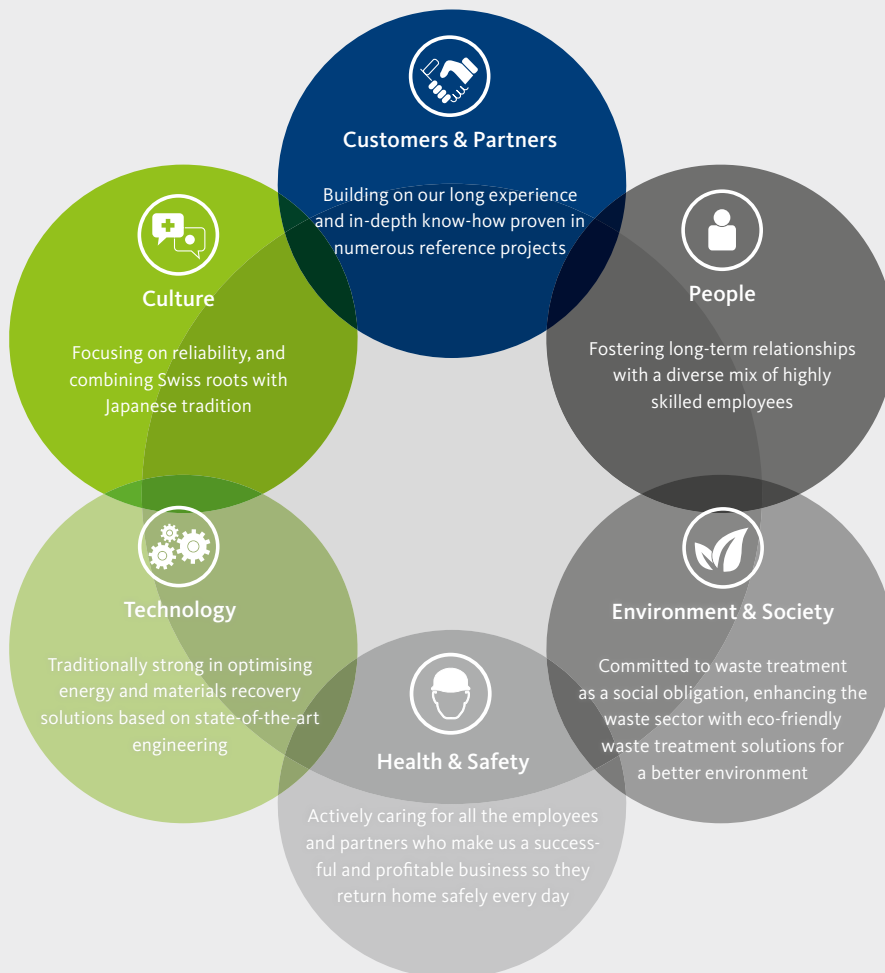 Customers & Partners
Building on our long experience
and in-depth know-how proven in
numerous reference projects
Culture
Focusing on reliability, and
combining Swiss roots with
Japanese tradition
People
Fostering long-term relationships
with a diverse mix of highly
skilled employees
Technology
Traditionally strong in optimising
energy and materials recovery
solutions based on state-of-the-art
engineering
Environment & Society
Committed to waste treatment
as a social obligation, enhancing the
waste sector with eco-friendly
waste treatment solutions for
a better environment
Health & Safety
Actively caring for all the employees
and partners who make us a success-
ful and profitable business so they
return home safely every day